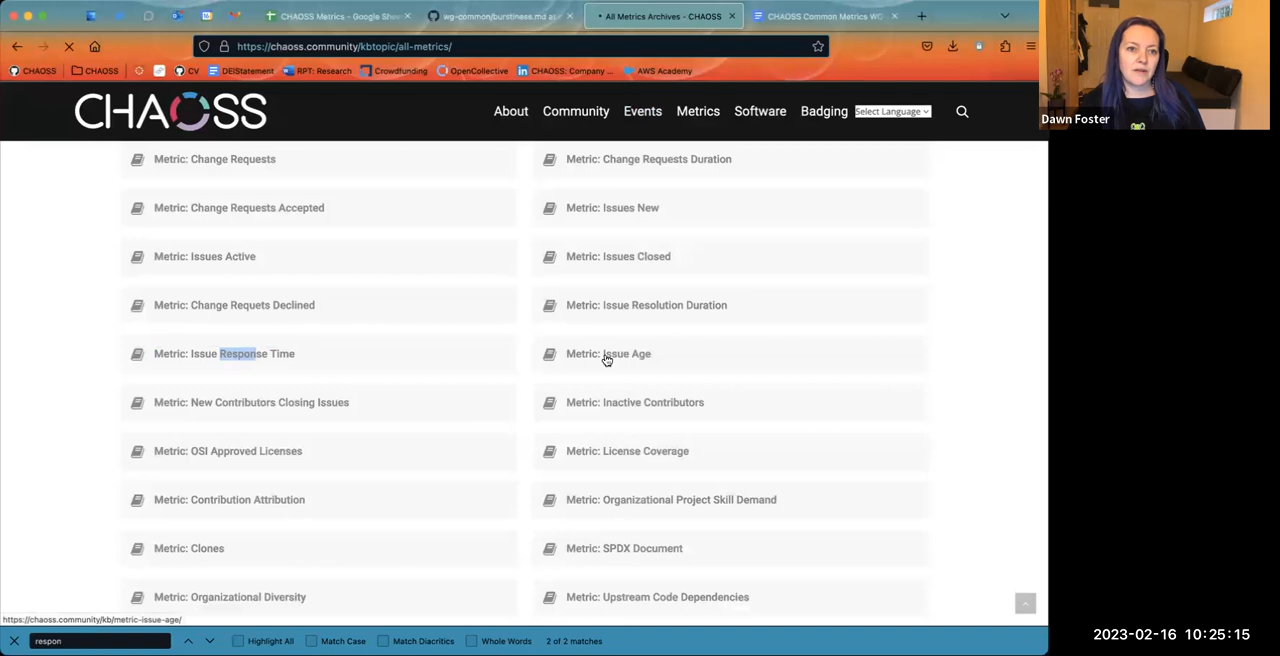 CHAOSS Metrics - Google She
wg-common/burstiness.md a
All Metrics Archives - CHAOSS
CHAOSS Common Metrics WG
https://chaoss.community/kbtopic/all-metrics/
CHAOSS
CHAOSS
CV
DEIStatement
RPT: Research
Crowdfunding
OpenCollective
CHAOSS: Company ...
AWS Academy
CHAOSS
About
Community
Events
Metrics
Software
Badging
Select Language
Dawn Foster
Metric: Change Requests
Metric: Change Requests Duration
Metric: Change Requests Accepted
Metric: Issues New
Metric: Issues Active
Metric: Issues Closed
Metric: Change Requets Declined
Metric: Issue Resolution Duration
Metric: Issue Response Time
Metric: Issue Age
Metric: New Contributors Closing Issues
Metric: Inactive Contributors
Metric: OSI Approved Licenses
Metric: License Coverage
Metric: Contribution Attribution
Metric: Organizational Project Skill Demand
Metric: Clones
Metric: SPDX Document
Metric: Organizational Diversity
Metric: Upstream Code Dependencies
https://chaoss.community/kb/metric-issue-age/
respon
Highlight All
Match Case
Match Diacritics
Whole Words
2 of 2 matches
2023-02-16 10:25:15